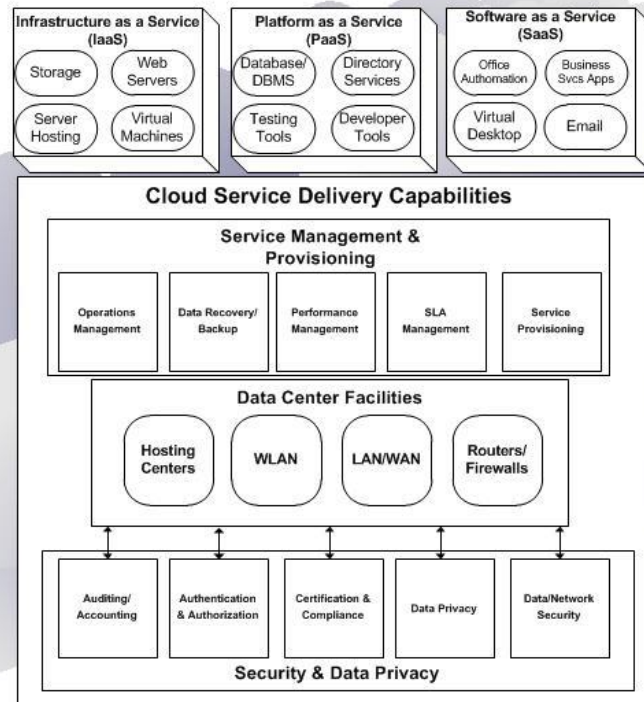 Infrastructure as a Service
(IaaS)
Storage
Web
Servers
Server
Hosting
Virtual
Machines
Platform as a Service
(PaaS)
Database/
DBMS
Directory
Services
Testing
Tools
Developer
Tools
Software as a Service
(SaaS)
Office
Authomation
Business
Svcs Apps
Virtual
Desktop
Email
Cloud Service Delivery Capabilities
Service Management &
Provisioning
Operations
Management
Data Recovery/
Backup
Performance
Management
SLA
Management
Service
Provisioning
Data Center Facilities
Hosting
Centers
WLAN
LAN/WAN
Routers/
Firewalls
Auditing/
Accounting
Authentication
& Authorization
Certification &
Compliance
Data Privacy
Data/Network
Security
Security & Data Privacy